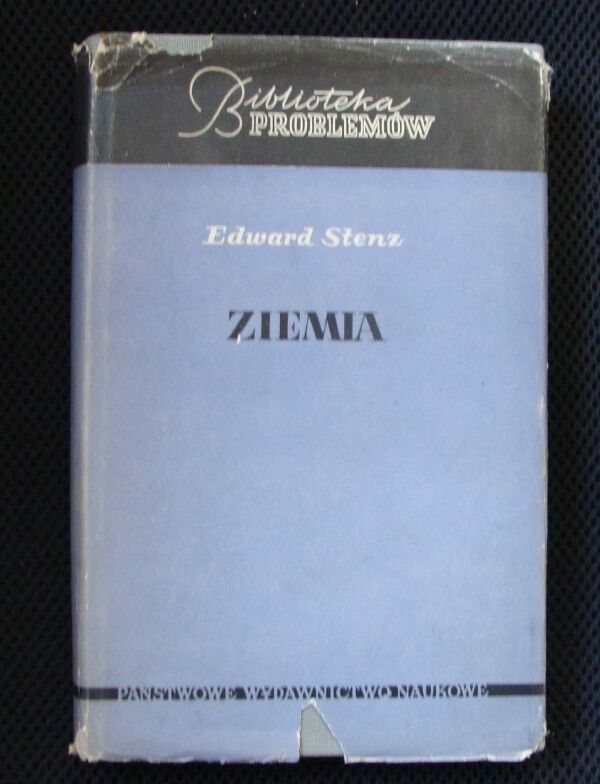 Biblioteka
PROBLEMÓW
Edward Stenz
ZIEMIA
PAŃSTWOWE WYDAWNICTWO NAUKOWE